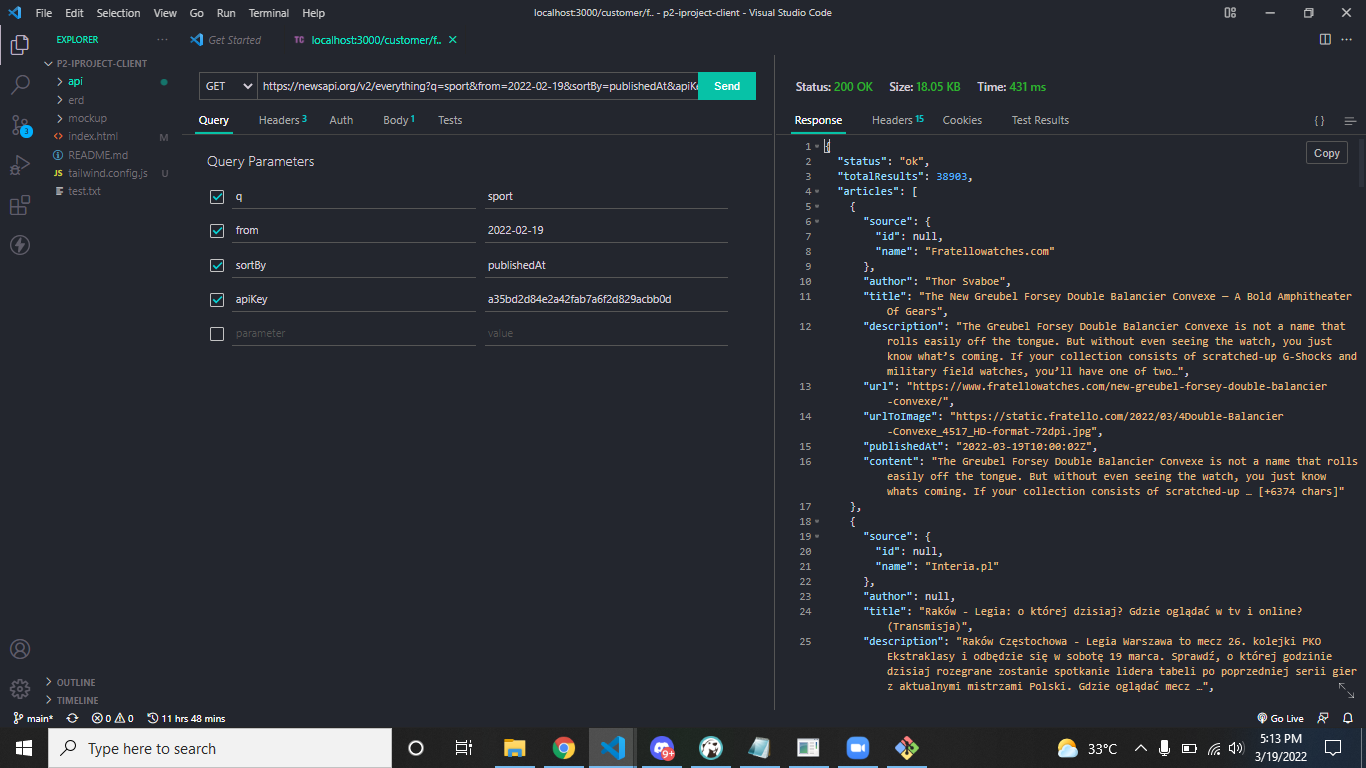 File Edit Selection View Go Run Terminal Help
localhost:3000/customer/f.. - p2-iproject-client - Visual Studio Code
EXPLORER
P2-IPROJECT-CLIENT
api
erd
mockup
index.html M
README.md
JS tailwind.config.js U
test.txt
OUTLINE
TIMELINE
Get Started
TC localhost:3000/customer/f..
GET https://newsapi.org/v2/everything?q=sport&from=2022-02-19&sortBy=publishedAt&apiKe Send
Query Headers 3 Auth Body 1 Tests
Query Parameters
q sport
from 2022-02-19
sortBy publishedAt
apiKey a35bd2d84e2a42fab7a6f2d829acbb0d
parameter value
Status: 200 OK Size: 18.05 KB Time: 431 ms
Response Headers 15 Cookies Test Results { }
Copy
1 {
2 "status": "ok",
3 "totalResults": 38903,
4 "articles": [
5 {
6 "source": {
7 "id": null,
8 "name": "Fratellowatches.com"
9 },
10 "author": "Thor Svaboe",
11 "title": "The New Greubel Forsey Double Balancier Convexe — A Bold Amphitheater
Of Gears",
12 "description": "The Greubel Forsey Double Balancier Convexe is not a name that
rolls easily off the tongue. But without even seeing the watch, you just
know what’s coming. If your collection consists of scratched-up G-Shocks and
military field watches, you’ll have one of two…",
13 "url": "https://www.fratellowatches.com/new-greubel-forsey-double-balancier
-convexe/",
14 "urlToImage": "https://static.fratello.com/2022/03/4Double-Balancier
-Convexe_4517_HD-format-72dpi.jpg",
15 "publishedAt": "2022-03-19T10:00:02Z",
16 "content": "The Greubel Forsey Double Balancier Convexe is not a name that rolls
easily off the tongue. But without even seeing the watch, you just know
whats coming. If your collection consists of scratched-up … [+6374 chars]"
17 },
18 {
19 "source": {
20 "id": null,
21 "name": "Interia.pl"
22 },
23 "author": null,
24 "title": "Raków - Legia: o której dzisiaj? Gdzie oglądać w tv i online?
(Transmisja)",
25 "description": "Raków Częstochowa - Legia Warszawa to mecz 26. kolejki PKO
Ekstraklasy i odbędzie się w sobotę 19 marca. Sprawdź, o której godzinie
dzisiaj rozegrane zostanie spotkanie lidera tabeli po poprzedniej serii gier
z aktualnymi mistrzami Polski. Gdzie oglądać mecz …",
main* 0 0 11 hrs 48 mins Go Live
Type here to search
9+
33°C
5:13 PM
3/19/2022